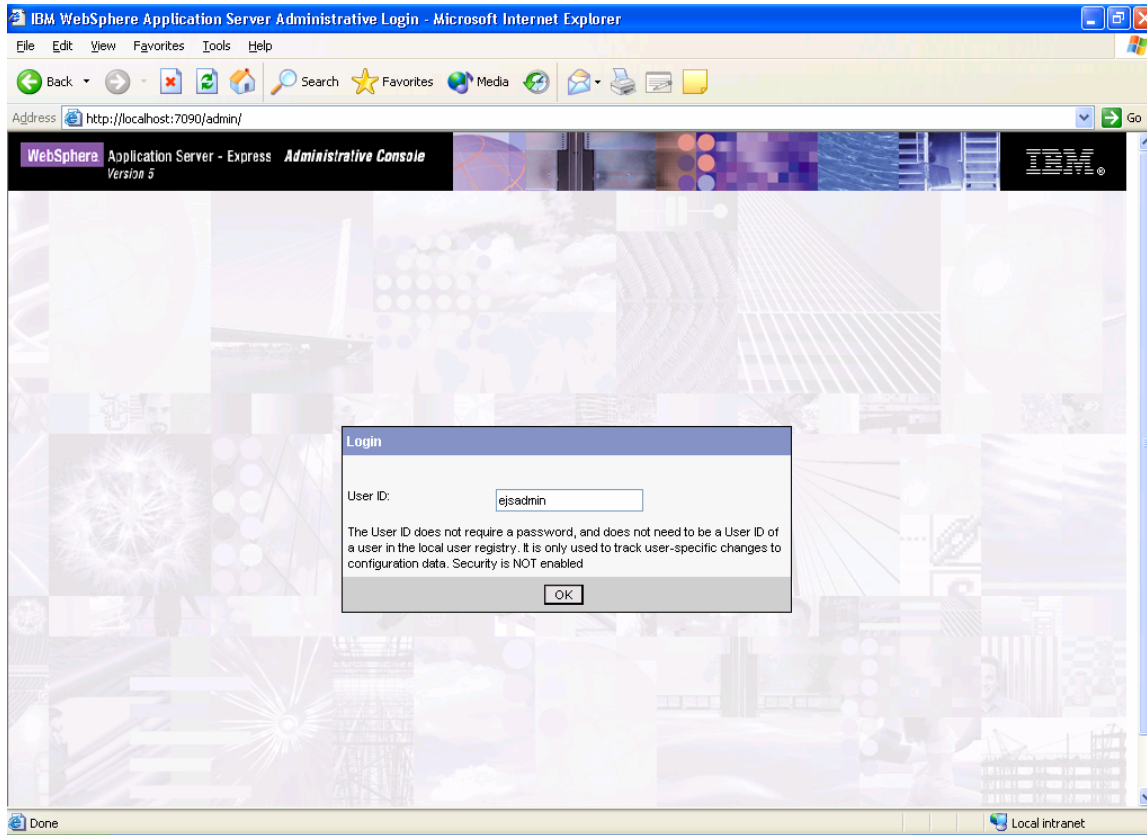 IBM WebSphere Application Server Administrative Login - Microsoft Internet Explorer
File Edit View Favorites Tools Help
Back Search Favorites Media
Address http://localhost:7090/admin/ Go
WebSphere Application Server - Express Administrative Console
Version 5
IBM®
Login
User ID: ejsadmin
The User ID does not require a password, and does not need to be a User ID of
a user in the local user registry. It is only used to track user-specific changes to
configuration data. Security is NOT enabled
OK
Done Local intranet